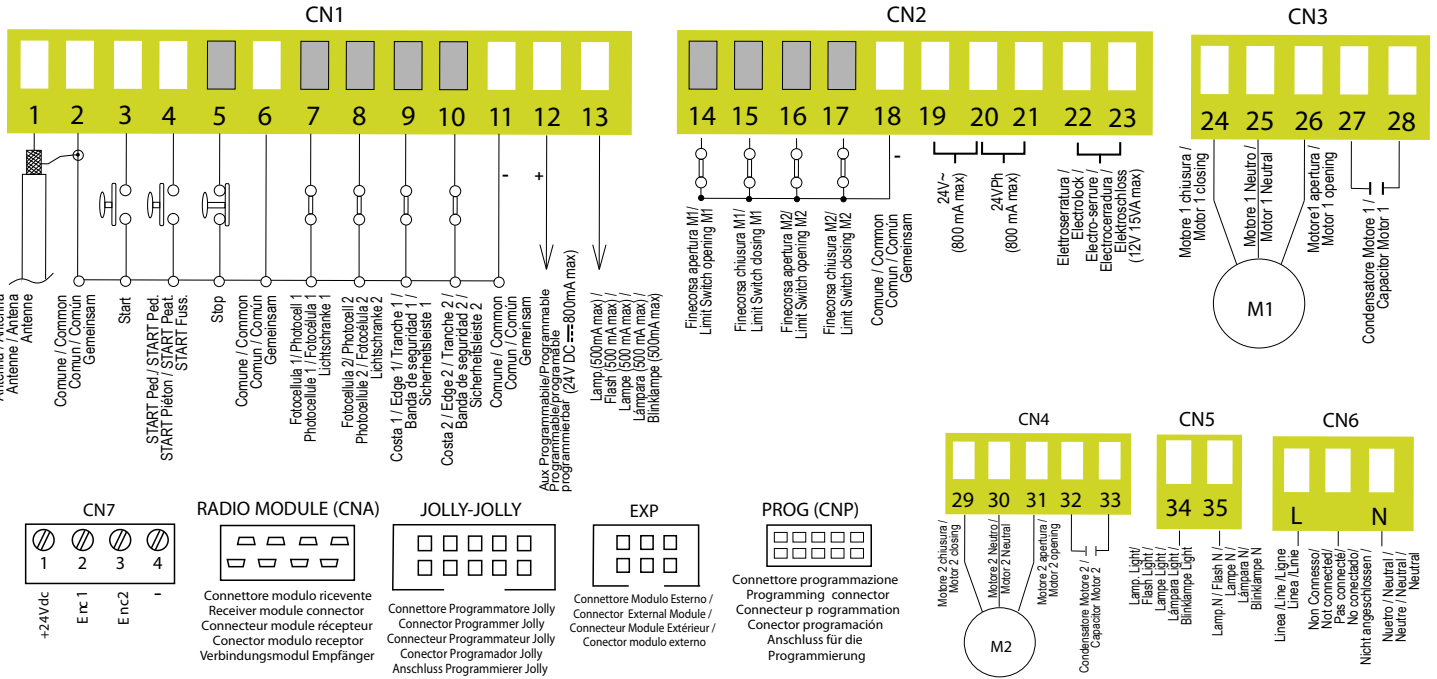 CN1
1 2 3 4 5 6 7 8 9 10 11 12 13
- +
Antenne / Antena
Antenne
Comune / Common
Comun / Común
Gemeinsam
Start
START Ped./ START Ped.
START Piéton / START Peat.
START Fuss.
Stop
Comune / Common
Comun / Común
Gemeinsam
Fotocellula 1/ Photocell 1
Photocellule 1 / Fotocélula 1
Lichtschranke 1
Fotocellula 2/ Photocell 2
Photocellule 2 / Fotocélula 2
Lichtschranke 2
Costa 1 / Edge 1/ Tranche 1 /
Banda de seguridad 1 /
Sicherheitsleiste 1
Costa 2 / Edge 2 / Tranche 2 /
Banda de seguridad 2 /
Sicherheitsleiste 2
Comune / Common
Comun / Común
Gemeinsam
Aux Programmabile/Programmable
Programmable/programable
programmierbar (24V DC 800mA max)
Lamp.(500mA max)/
Flash (500 mA max) /
Lampe (500 mA max) /
Lámpara (500 mA max) /
Blinklampe (500mA max)
CN2
14 15 16 17 18 19 20 21 22 23
-
Finecorsa apertura M1/
Limit Switch opening M1
Finecorsa chiusura M1/
Limit Switch closing M1
Finecorsa apertura M2/
Limit Switch opening M2
Finecorsa chiusura M2/
Limit Switch closing M2
Comune / Common
Comun / Común
Gemeinsam
24V~
(800 mA max)
24VPh
(800 mA max)
Elettroserratura /
Electrolock /
Electro-serrure /
Electrocerradura /
Elektroschloss
(12V 15VA max)
CN3
24 25 26 27 28
Motore 1 chiusura /
Motor 1 closing
Motore 1 Neutro /
Motor 1 Neutral
Motore1 apertura /
Motor 1 opening
Condensatore Motore 1 /
Capacitor Motor 1
M1
CN7
1 2 3 4
+24Vdc
Enc 1
Enc2
-
RADIO MODULE (CNA)
Connettore modulo ricevente
Receiver module connector
Connecteur module récepteur
Conector modulo receptor
Verbindungsmodul Empfänger
JOLLY-JOLLY
Connettore Programmatore Jolly
Connector Programmer Jolly
Connecteur Programmateur Jolly
Conector Programador Jolly
Anschluss Programmierer Jolly
EXP
Connettore Modulo Esterno /
Connector External Module /
Connecteur Module Extérieur /
Conector modulo externo
PROG (CNP)
Connettore programmazione
Programming connector
Connecteur p rogrammation
Conector programación
Anschluss für die
Programmierung
CN4
29 30 31 32 33
Motore 2 chiusura /
Motor 2 closing
Motore 2 Neutro /
Motor 2 Neutral
Motore 2 apertura /
Motor 2 opening
Condensatore Motore 2 /
Capacitor Motor 2
M2
CN5
34 35
Lamp. Light/
Flash Light /
Lampe Light /
Lámpara Light /
Blinklampe Light
Lamp.N / Flash N /
Lampe N /
Lámpara N/
Blinklampe N
CN6
L N
Linea /Line /Ligne
Linea /Linie
Non Connesso/
Not connected/
Pas connecté/
No conectado/
Nicht angeschlossen /
Nuetro / Neutral /
Neutre / Neutral /
Neutral